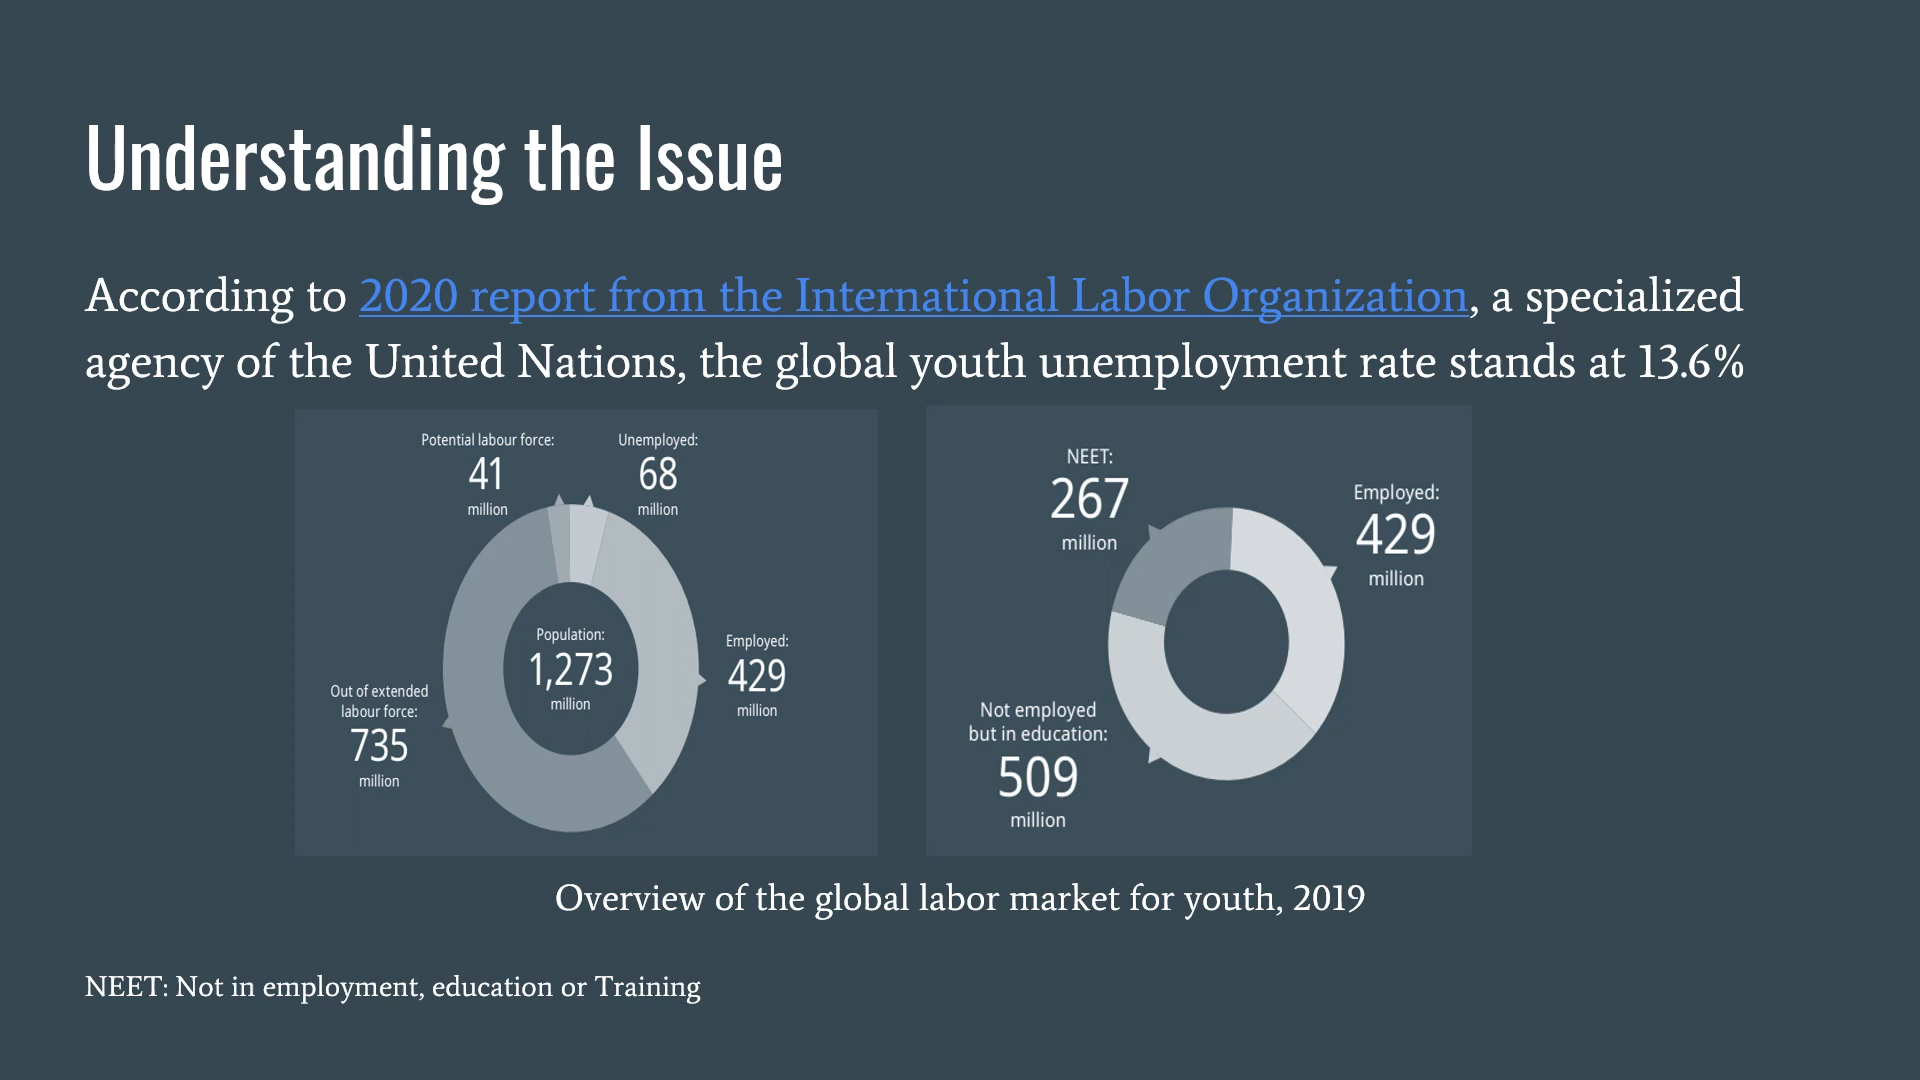 Understanding the Issue
According to 2020 report from the International Labor Organization, a specialized
agency of the United Nations, the global youth unemployment rate stands at 13.6%
Potential labour force:
41
million
Unemployed:
68
million
Population:
1,273
million
Employed:
429
million
Out of extended
labour force:
735
million
NEET:
267
million
Employed:
429
million
Not employed
but in education:
509
million
Overview of the global labor market for youth, 2019
NEET: Not in employment, education or Training